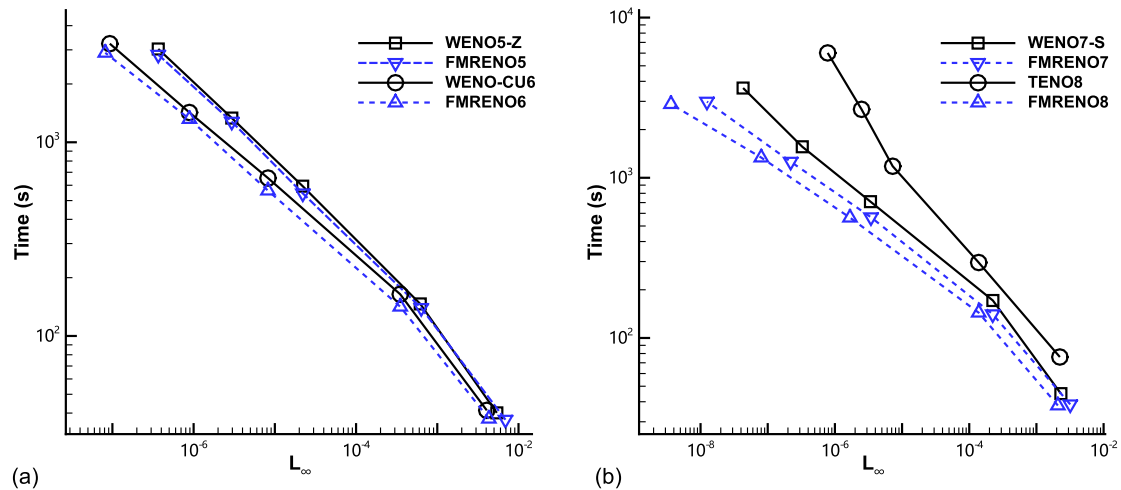 WENO5-Z
FMRENO5
WENO-CU6
FMRENO6
10³
10²
Time (s)
10⁻⁶
10⁻⁴
10⁻²
L∞
(a)
WENO7-S
FMRENO7
TENO8
FMRENO8
10⁴
10³
10²
Time (s)
10⁻⁸
10⁻⁶
10⁻⁴
10⁻²
L∞
(b)